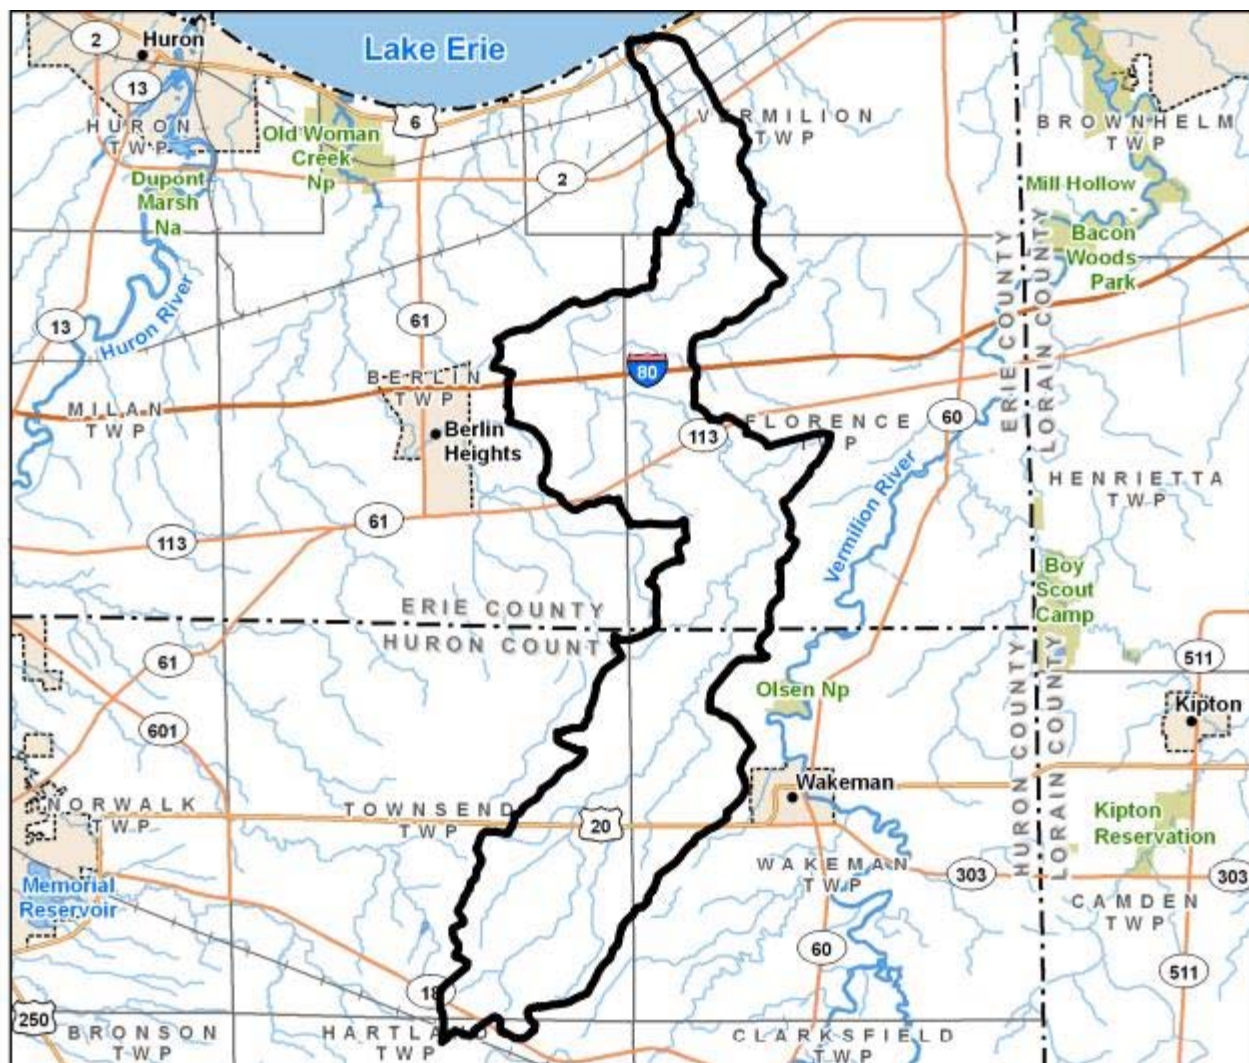 2
Huron
Lake Erie
13
6
HURON
TWP
Old Woman
Creek
Np
VERMILION
TWP
BROWNHELM
TWP
Dupont
Marsh
Na
2
Mill Hollow
Bacon
Woods
Park
ERIE COUNTY
LORAIN COUNTY
Huron River
13
61
80
BERLIN
TWP
MILAN
TWP
Berlin
Heights
113
FLORENCE
P
60
Vermilion River
HENRIETTA
TWP
61
113
Boy
Scout
Camp
ERIE COUNTY
HURON COUNT
61
511
Olsen Np
Kipton
601
HURON COUNTY
LORAIN COUNTY
Wakeman
NORWALK
TWP
TOWNSEND
TWP
20
Kipton
Reservation
WAKEMAN
TWP
303
303
Memorial
Reservoir
CAMDEN
TWP
60
511
18
250
BRONSON
TWP
HARTLAND
TWP
CLARKSFIELD
TWP